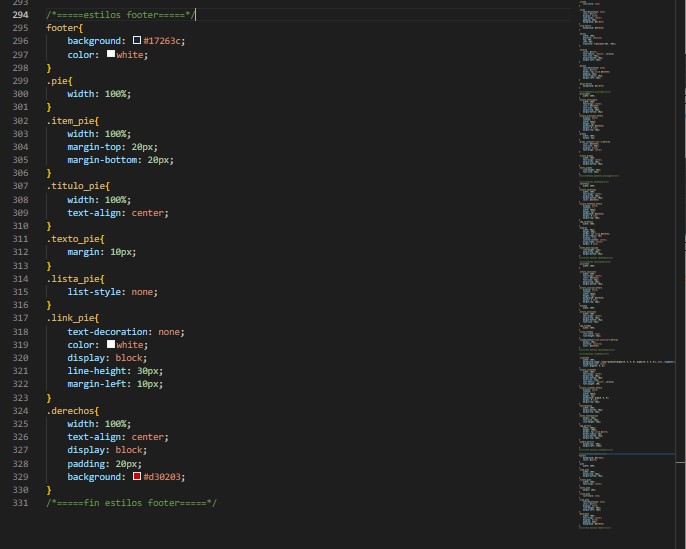 293
294 /*=====estilos footer=====*/
295 footer{
296 background: #17263c;
297 color: white;
298 }
299 .pie{
300 width: 100%;
301 }
302 .item_pie{
303 width: 100%;
304 margin-top: 20px;
305 margin-bottom: 20px;
306 }
307 .titulo_pie{
308 width: 100%;
309 text-align: center;
310 }
311 .texto_pie{
312 margin: 10px;
313 }
314 .lista_pie{
315 list-style: none;
316 }
317 .link_pie{
318 text-decoration: none;
319 color: white;
320 display: block;
321 line-height: 30px;
322 margin-left: 10px;
323 }
324 .derechos{
325 width: 100%;
326 text-align: center;
327 display: block;
328 padding: 20px;
329 background: #d30203;
330 }
331 /*=====fin estilos footer=====*/